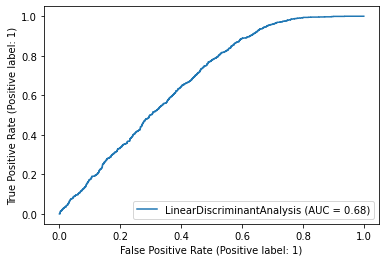 True Positive Rate (Positive label: 1)
1.0
0.8
0.6
0.4
0.2
0.0
LinearDiscriminantAnalysis (AUC = 0.68)
0.0 0.2 0.4 0.6 0.8 1.0
False Positive Rate (Positive label: 1)